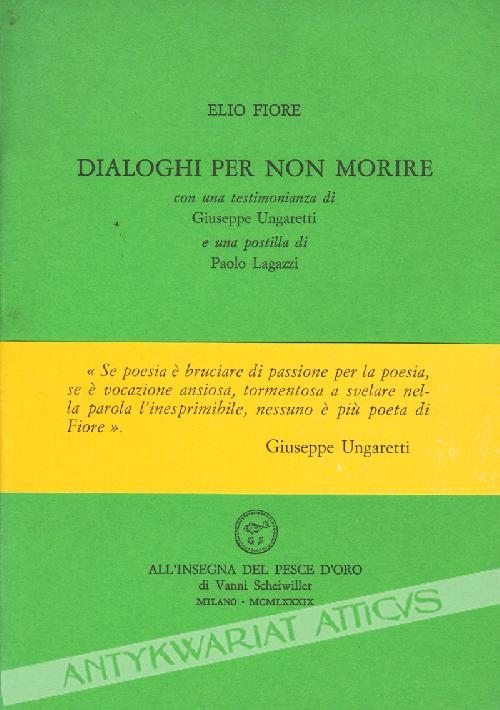 ELIO FIORE
DIALOGHI PER NON MORIRE
con una testimonianza di
Giuseppe Ungaretti
e una postilla di
Paolo Lagazzi
« Se poesia è bruciare di passione per la poesia,
se è vocazione ansiosa, tormentosa a svelare nel-
la parola l'inesprimibile, nessuno è più poeta di
Fiore ».
Giuseppe Ungaretti
G S
ALL'INSEGNA DEL PESCE D'ORO
di Vanni Scheiwiller
MILANO · MCMLXXXIX
ANTYKWARIAT ATTICVS